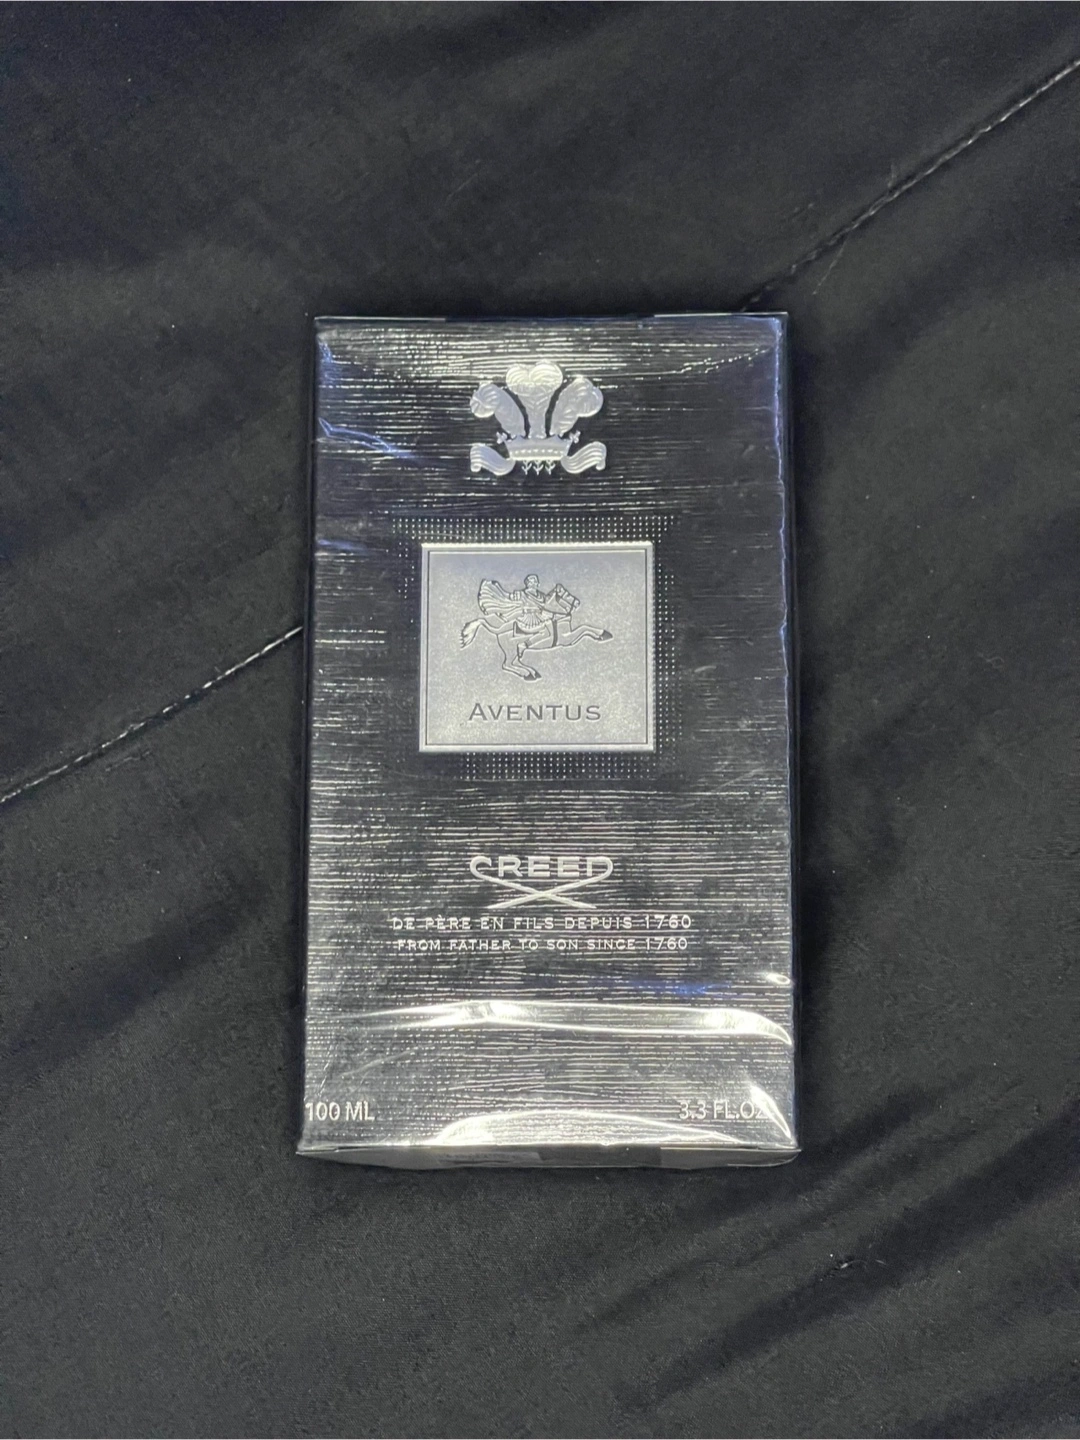 AVENTUS
CREED
DE PÈRE EN FILS DEPUIS 1760
FROM FATHER TO SON SINCE 1760
100 ML
3.3 FL.OZ